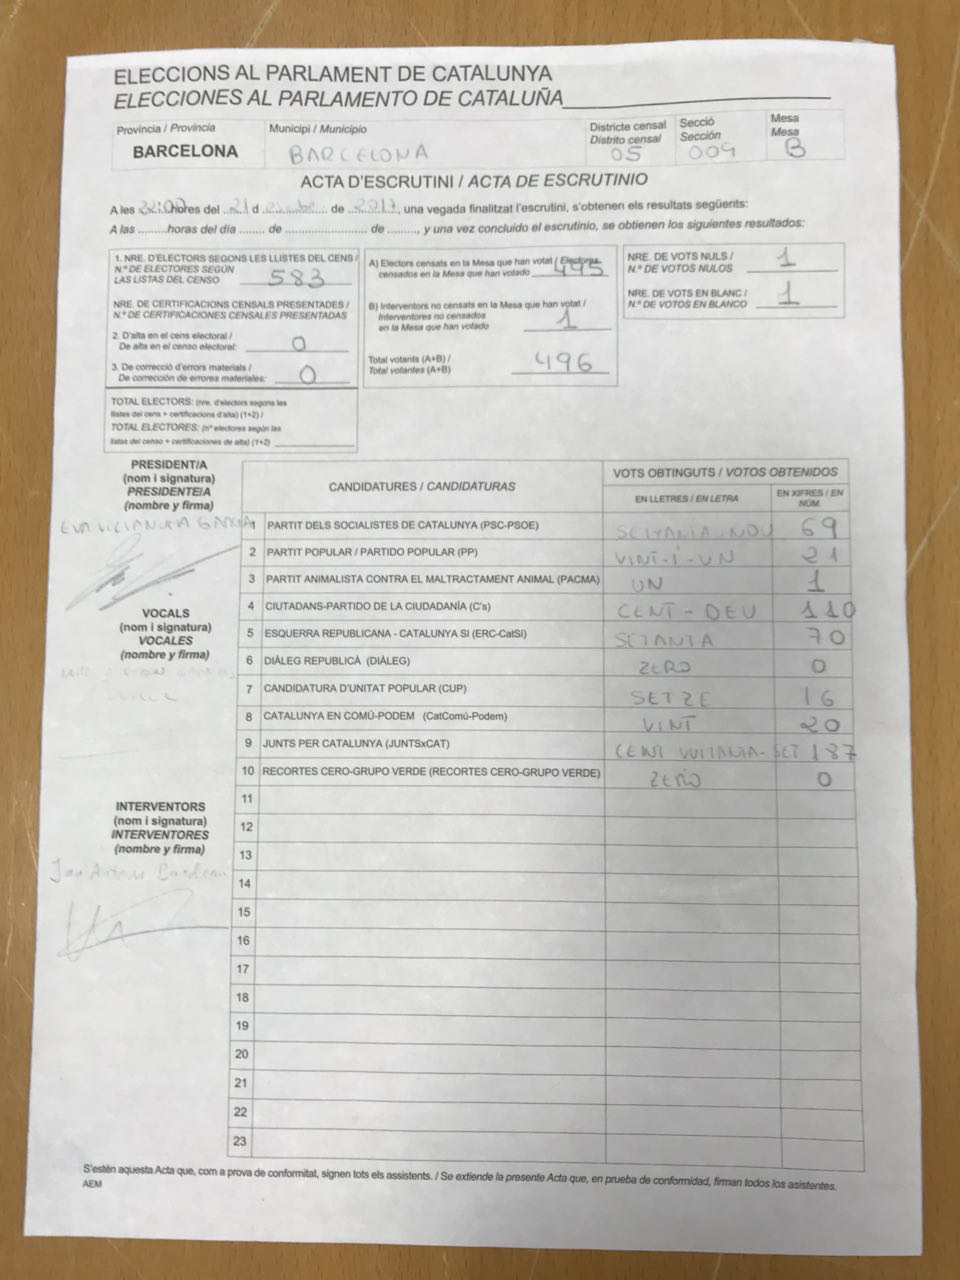 ELECCIONS AL PARLAMENT DE CATALUNYA
ELECCIONES AL PARLAMENTO DE CATALUÑA
Provincia / Provincia
BARCELONA
Municipi / Municipio
BARCELONA
Districte censal
Distrito censal
05
Secció
Sección
009
Mesa
Mesa
B
ACTA D'ESCRUTINI / ACTA DE ESCRUTINIO
A les 22:00 hores del 21 d de 2017, una vegada finalitzat l'escrutini, s'obtenen els resultats següents:
A las ......... horas del día ....... de ........................ de ........, y una vez concluido el escrutinio, se obtienen los siguientes resultados:
1. NRE. D'ELECTORS SEGONS LES LLISTES DEL CENS /
N.º DE ELECTORES SEGÚN
LAS LISTAS DEL CENSO 583
NRE. DE CERTIFICACIONS CENSALS PRESENTADES /
N.º DE CERTIFICACIONES CENSALES PRESENTADAS
2. D'alta en el cens electoral /
De alta en el censo electoral: 0
3. De correcció d'errors materials /
De corrección de errores materiales: 0
TOTAL ELECTORS: (nre. d'electors segons les
llistes del cens + certificacions d'alta) (1+2) /
TOTAL ELECTORES: (nº electores según las
listas del censo + certificaciones de alta) (1+2)
A) Electors censats en la Mesa que han votat / Electores
censados en la Mesa que han votado 495
B) Interventors no censats en la Mesa que han votat /
Interventores no censados
en la Mesa que han votado 1
Total votants (A+B) /
Total votantes (A+B) 496
NRE. DE VOTS NULS /
N.º DE VOTOS NULOS 1
NRE. DE VOTS EN BLANC /
N.º DE VOTOS EN BLANCO 1
PRESIDENT/A
(nom i signatura)
PRESIDENTE/A
(nombre y firma)
EVA
VOCALS
(nom i signatura)
VOCALES
(nombre y firma)
INTERVENTORS
(nom i signatura)
INTERVENTORES
(nombre y firma)
CANDIDATURES / CANDIDATURAS
VOTS OBTINGUTS / VOTOS OBTENIDOS
EN LLETRES / EN LETRA
EN XIFRES / EN NÚM.
1 PARTIT DELS SOCIALISTES DE CATALUNYA (PSC-PSOE) SEIXANTA-NOU 69
2 PARTIT POPULAR / PARTIDO POPULAR (PP) VINT-I-UN 21
3 PARTIT ANIMALISTA CONTRA EL MALTRACTAMENT ANIMAL (PACMA) UN 1
4 CIUTADANS-PARTIDO DE LA CIUDADANÍA (C's) CENT-DEU 110
5 ESQUERRA REPUBLICANA - CATALUNYA SI (ERC-CatSI) SETANTA 70
6 DIÀLEG REPUBLICÀ (DIÀLEG) ZERO 0
7 CANDIDATURA D'UNITAT POPULAR (CUP) SETZE 16
8 CATALUNYA EN COMÚ-PODEM (CatComú-Podem) VINT 20
9 JUNTS PER CATALUNYA (JUNTSxCAT) CENT VUITANTA-SET 187
10 RECORTES CERO-GRUPO VERDE (RECORTES CERO-GRUPO VERDE) ZERO 0
11
12
13
14
15
16
17
18
19
20
21
22
23
S'estén aquesta Acta que, com a prova de conformitat, signen tots els assistents. / Se extiende la presente Acta que, en prueba de conformidad, firman todos los asistentes.
AEM